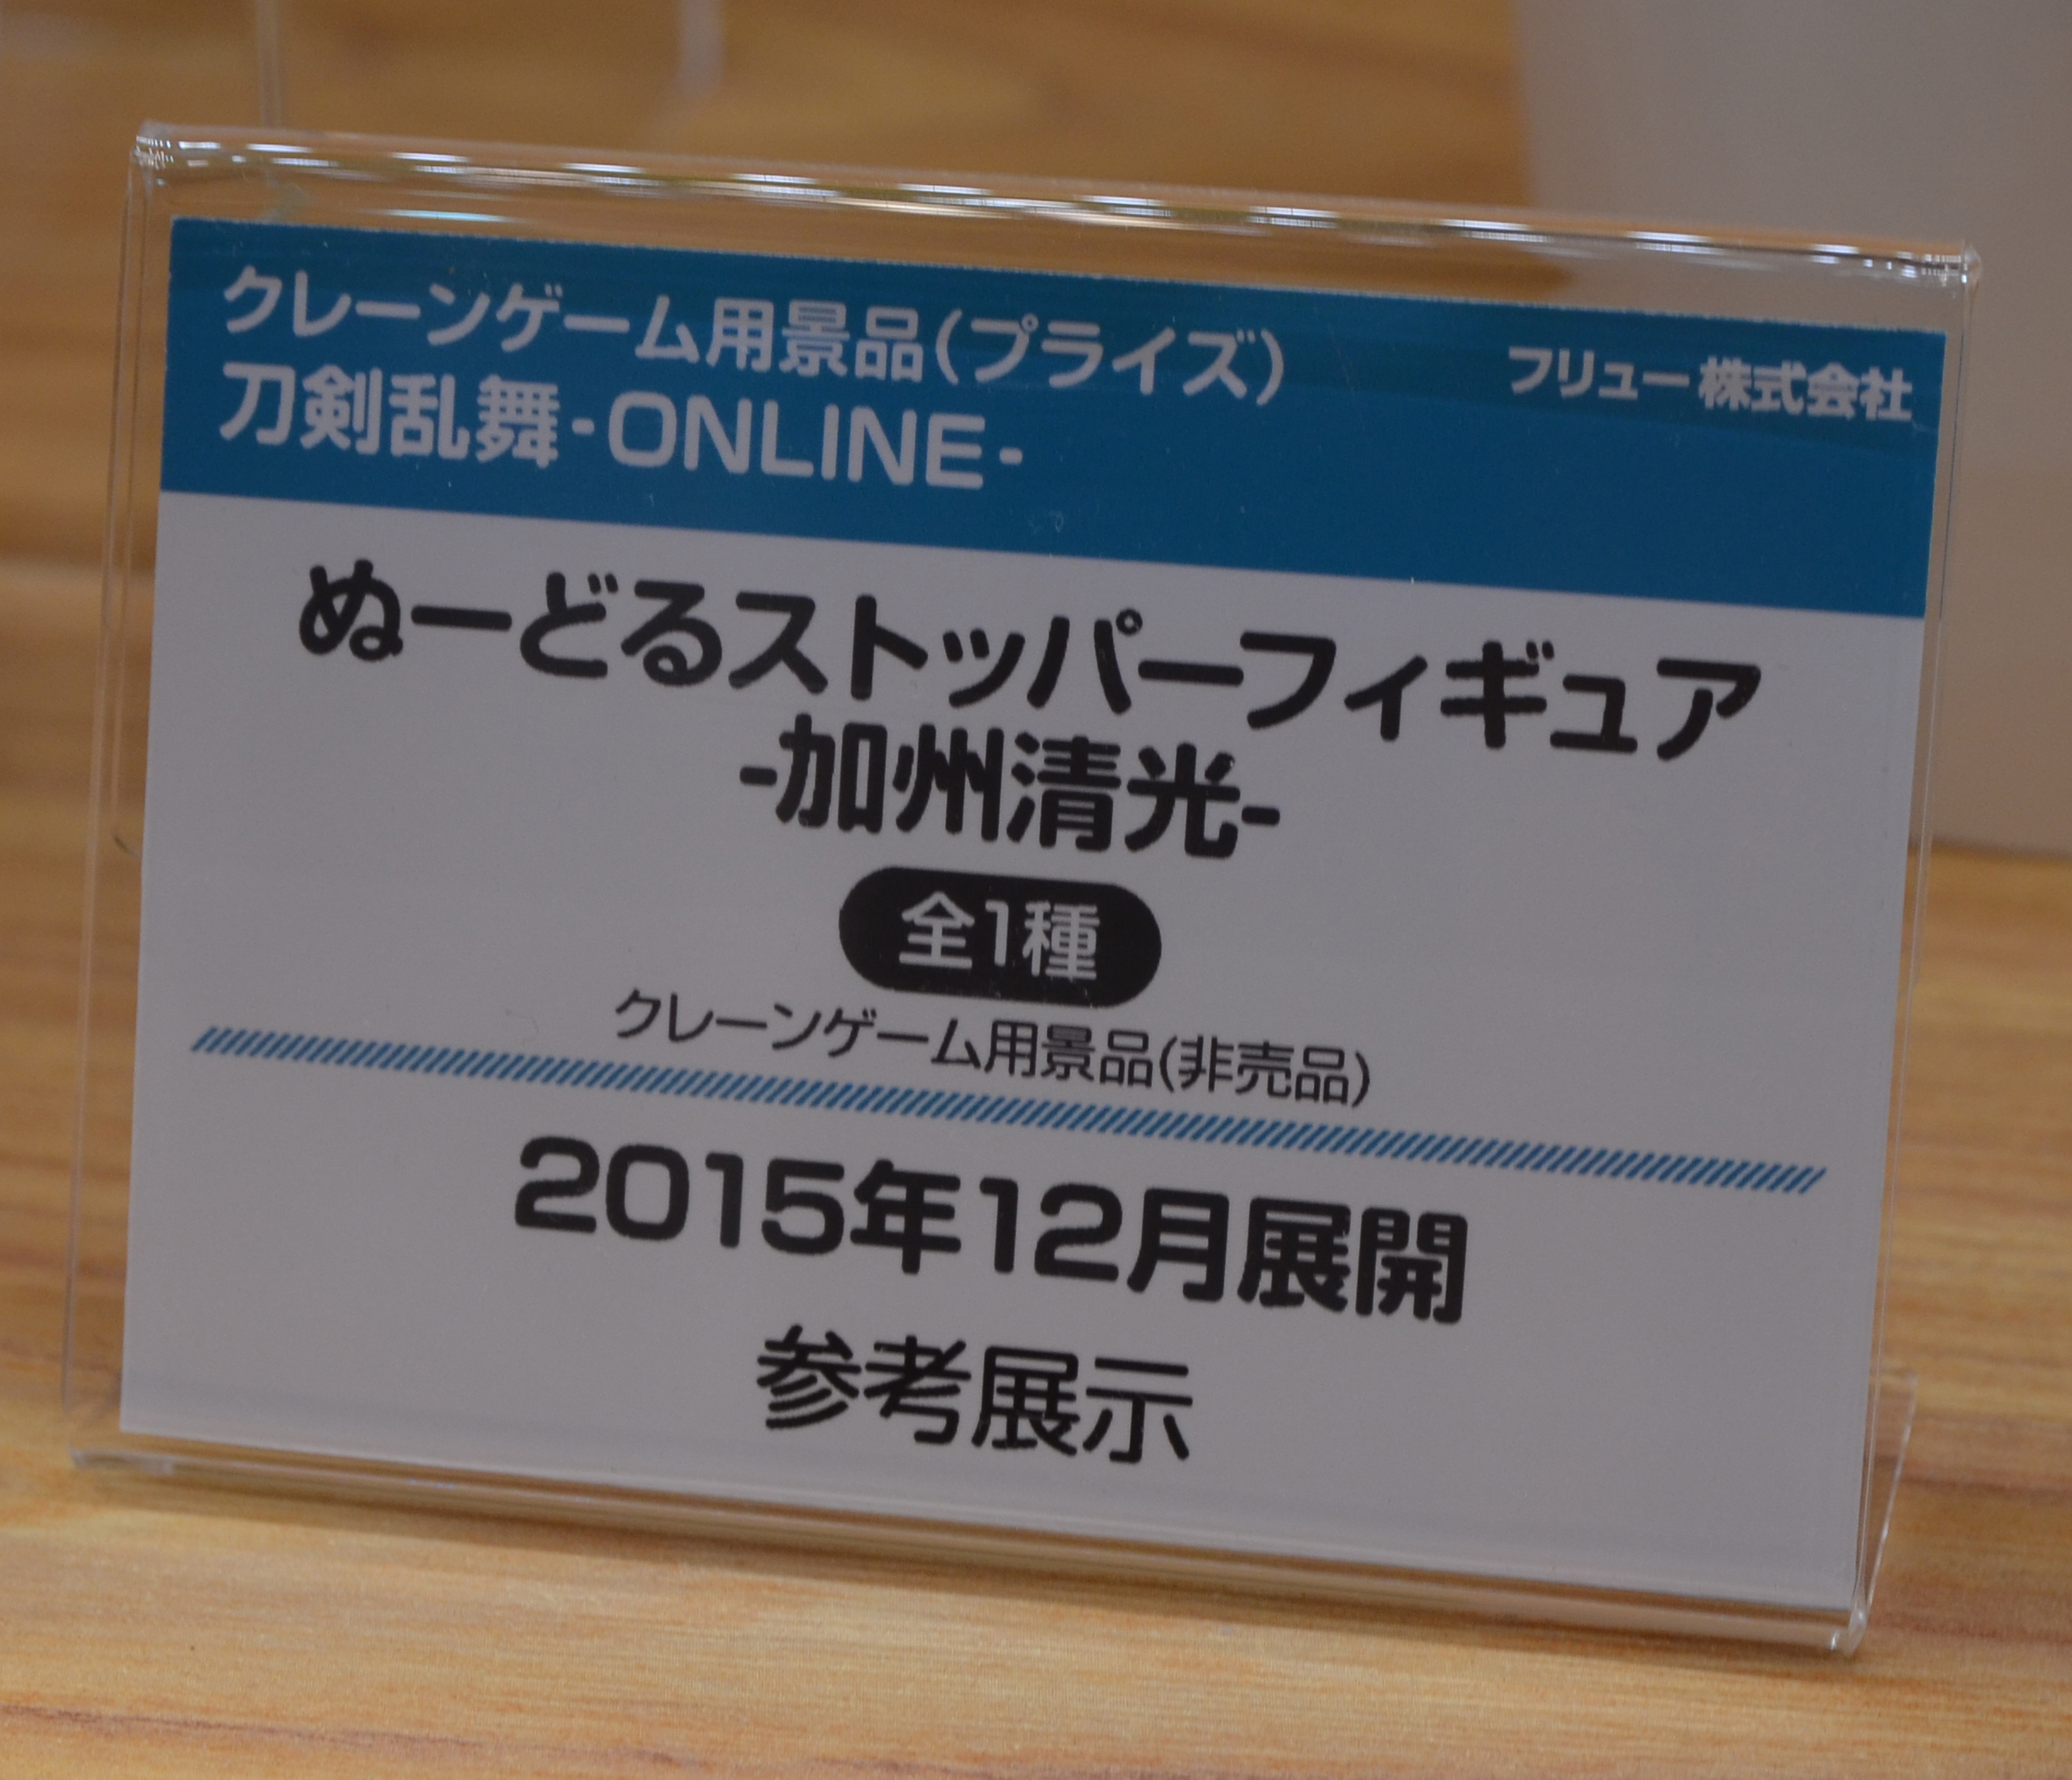 クレーンゲーム用景品(プライズ)
フリュー株式会社
刀剣乱舞-ONLINE-
ぬーどるストッパーフィギュア
-加州清光-
全1種
クレーンゲーム用景品(非売品)
2015年12月展開
参考展示